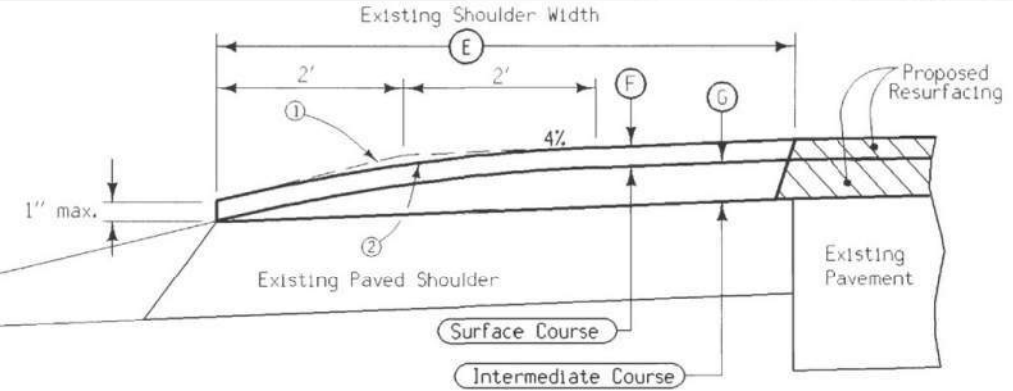 Existing Shoulder Width
E
2'
2'
F
G
Proposed
Resurfacing
①
4%
1" max.
②
Existing Paved Shoulder
Existing
Pavement
Surface Course
Intermediate Course